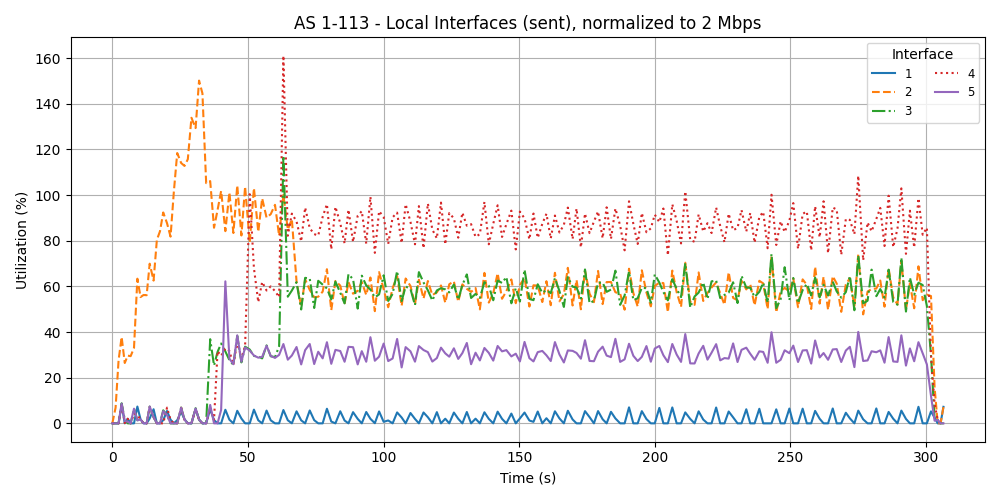 AS 1-113 - Local Interfaces (sent), normalized to 2 Mbps
Utilization (%)
160
140
120
100
80
60
40
20
0
0 50 100 150 200 250 300
Time (s)
Interface
1 4
2 5
3